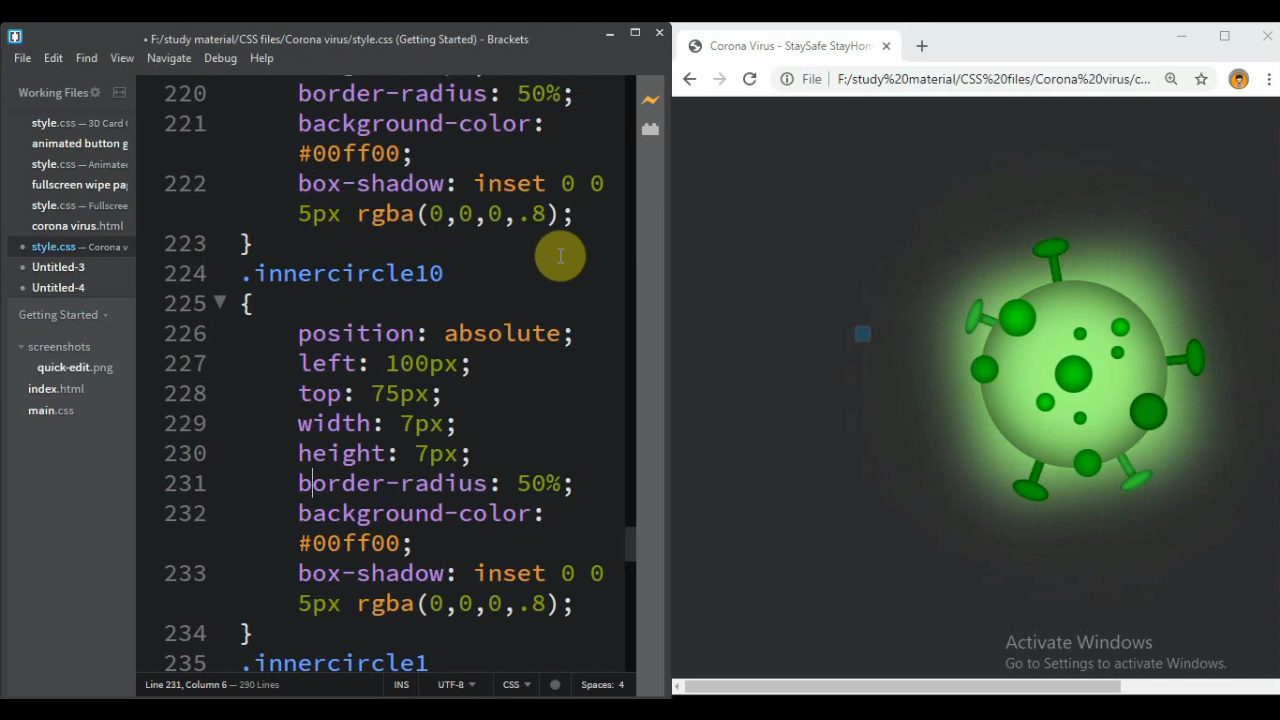 • F:/study material/CSS files/Corona virus/style.css (Getting Started) - Brackets
File Edit Find View Navigate Debug Help
Working Files
style.css — 3D Card
animated button g
style.css — Animate
fullscreen wipe pa
style.css — Fullscree
corona virus.html
style.css — Corona v
Untitled-3
Untitled-4
Getting Started
screenshots
quick-edit.png
index.html
main.css
220 border-radius: 50%;
221 background-color:
#00ff00;
222 box-shadow: inset 0 0
5px rgba(0,0,0,.8);
223 }
224 .innercircle10
225 {
226 position: absolute;
227 left: 100px;
228 top: 75px;
229 width: 7px;
230 height: 7px;
231 border-radius: 50%;
232 background-color:
#00ff00;
233 box-shadow: inset 0 0
5px rgba(0,0,0,.8);
234 }
235 .innercircle1
Line 231, Column 6 — 290 Lines
INS UTF-8 CSS Spaces: 4
Corona Virus - StaySafe StayHom
File F:/study%20material/CSS%20files/Corona%20virus/c...
Activate Windows
Go to Settings to activate Windows.